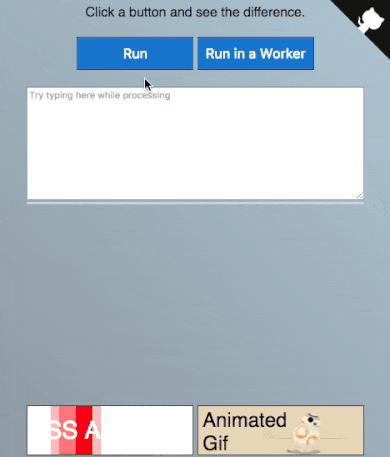 Click a button and see the difference.
Run
Run in a Worker
Try typing here while processing
SS A
Animated
Gif